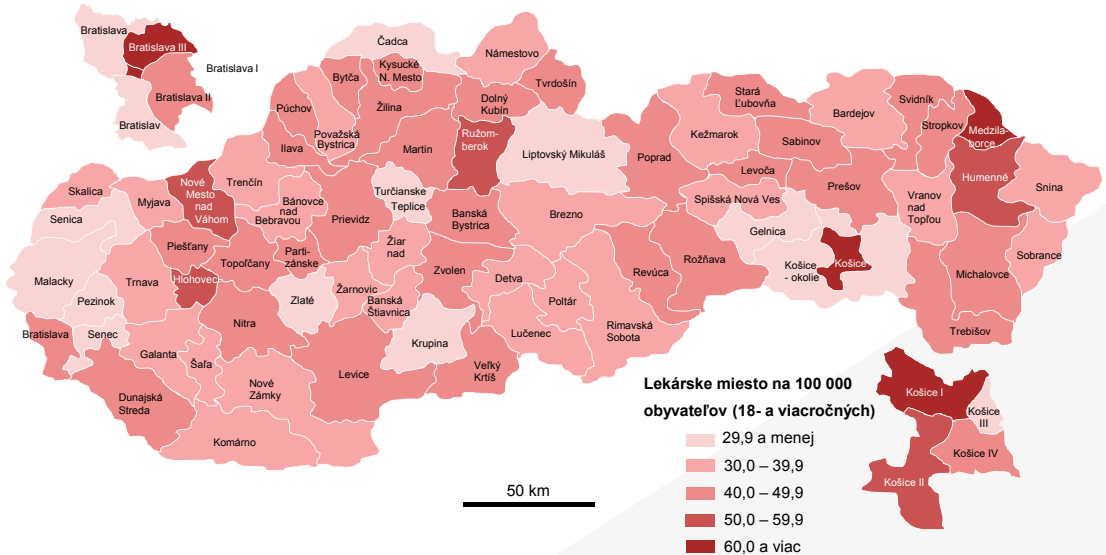 Bratislava
Bratislava III
Bratislava I
Bratislava II
Bratislav
Čadca
Námestovo
Bytča
Kysucké
N. Mesto
Tvrdošín
Púchov
Žilina
Dolný
Kubín
Stará
Ľubovňa
Bardejov
Svidník
Stropkov
Medzila-
borce
Ilava
Považská
Bystrica
Martin
Ružom-
berok
Liptovský Mikuláš
Poprad
Kežmarok
Sabinov
Levoča
Prešov
Humenné
Snina
Skalica
Nové
Mesto
nad
Váhom
Trenčín
Turčianske
Teplice
Spišská Nová Ves
Vranov
nad
Topľou
Senica
Myjava
Bánovce
nad
Bebravou
Prievidz
Banská
Bystrica
Brezno
Gelnica
Sobrance
Piešťany
Topoľčany
Parti-
zánske
Žiar
nad
Zvolen
Detva
Revúca
Rožňava
Košice
- okolie
Košice
Michalovce
Malacky
Pezinok
Trnava
Hlohovec
Zlaté
Žarnovic
Banská
Štiavnica
Poltár
Rimavská
Sobota
Trebišov
Bratislava
Senec
Galanta
Šaľa
Nitra
Krupina
Lučenec
Veľký
Krtíš
Levice
Dunajská
Streda
Nové
Zámky
Komárno
50 km
Lekárske miesto na 100 000
obyvateľov (18- a viacročných)
29,9 a menej
30,0 – 39,9
40,0 – 49,9
50,0 – 59,9
60,0 a viac
Košice I
Košice
III
Košice IV
Košice II